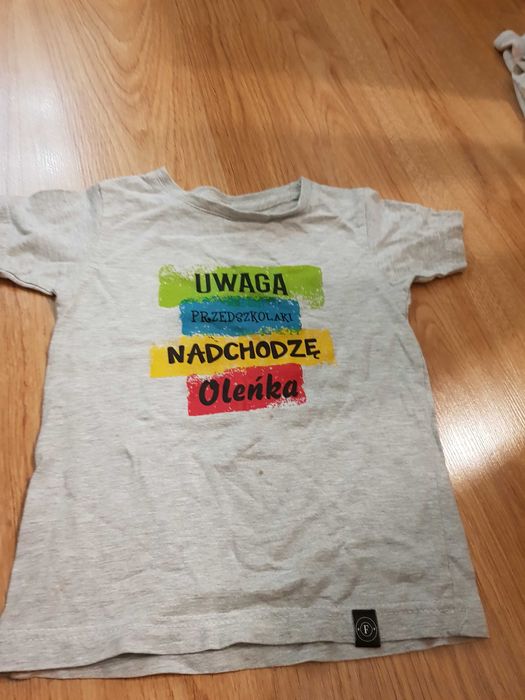 UWAGA
PRZEDSZKOLAKI
NADCHODZĘ
Oleńka
F